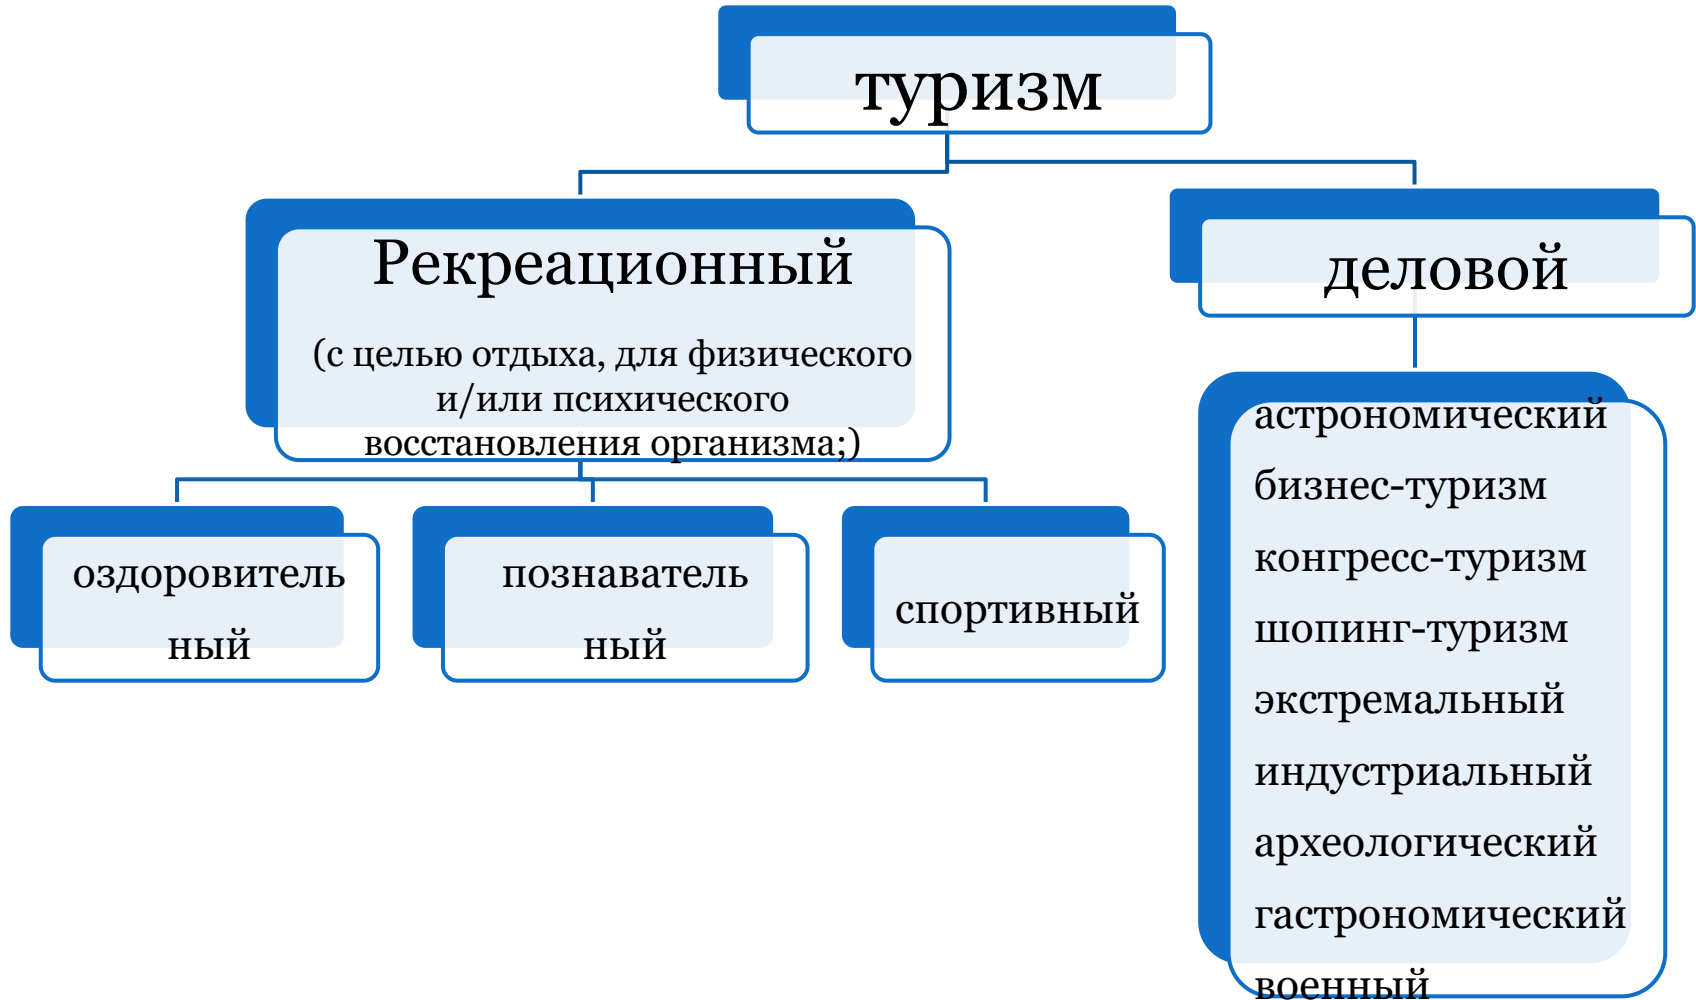 туризм
Рекреационный
(с целью отдыха, для физического
и/или психического
восстановления организма;)
деловой
оздоровитель
ный
познаватель
ный
спортивный
астрономический
бизнес-туризм
конгресс-туризм
шопинг-туризм
экстремальный
индустриальный
археологический
гастрономический
военный